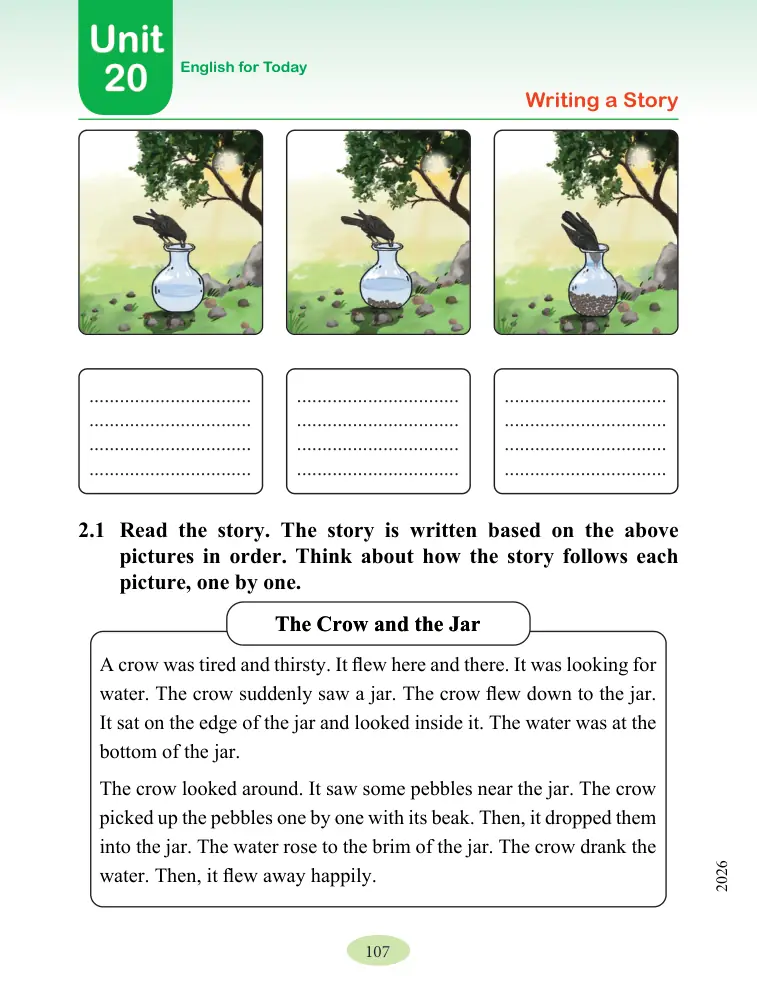 Unit
20
English for Today
Writing a Story
................................
................................
................................
................................
................................
................................
................................
................................
................................
................................
................................
................................
2.1 Read the story. The story is written based on the above
pictures in order. Think about how the story follows each
picture, one by one.
The Crow and the Jar
A crow was tired and thirsty. It flew here and there. It was looking for
water. The crow suddenly saw a jar. The crow flew down to the jar.
It sat on the edge of the jar and looked inside it. The water was at the
bottom of the jar.
The crow looked around. It saw some pebbles near the jar. The crow
picked up the pebbles one by one with its beak. Then, it dropped them
into the jar. The water rose to the brim of the jar. The crow drank the
water. Then, it flew away happily.
2026
107